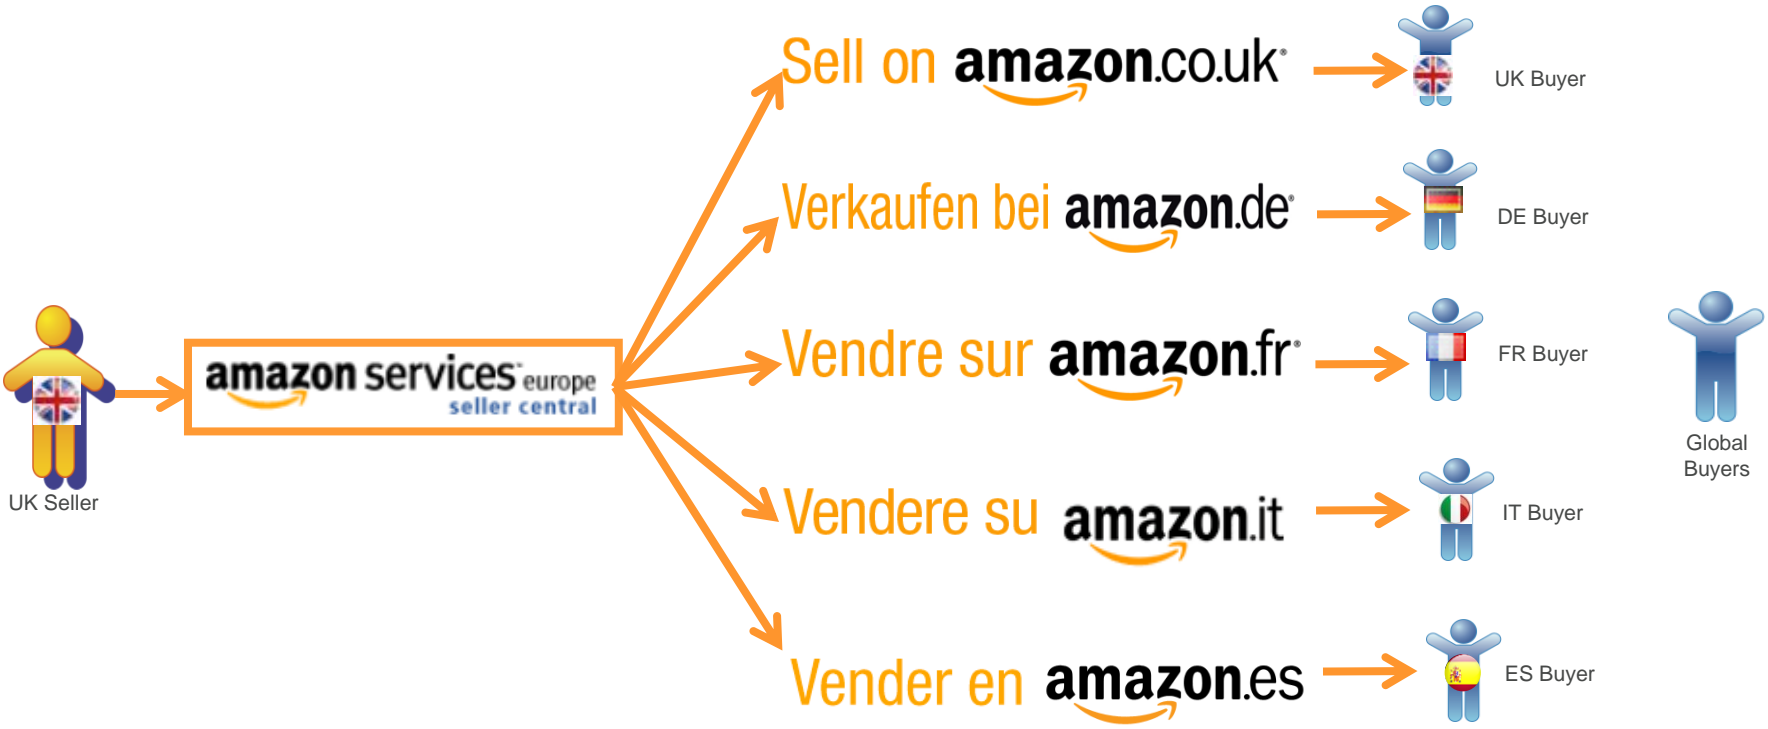 Sell on amazon.co.uk
UK Buyer
Verkaufen bei amazon.de
DE Buyer
Vendre sur amazon.fr
FR Buyer
amazon services europe
seller central
UK Seller
Global
Buyers
Vendere su amazon.it
IT Buyer
Vender en amazon.es
ES Buyer